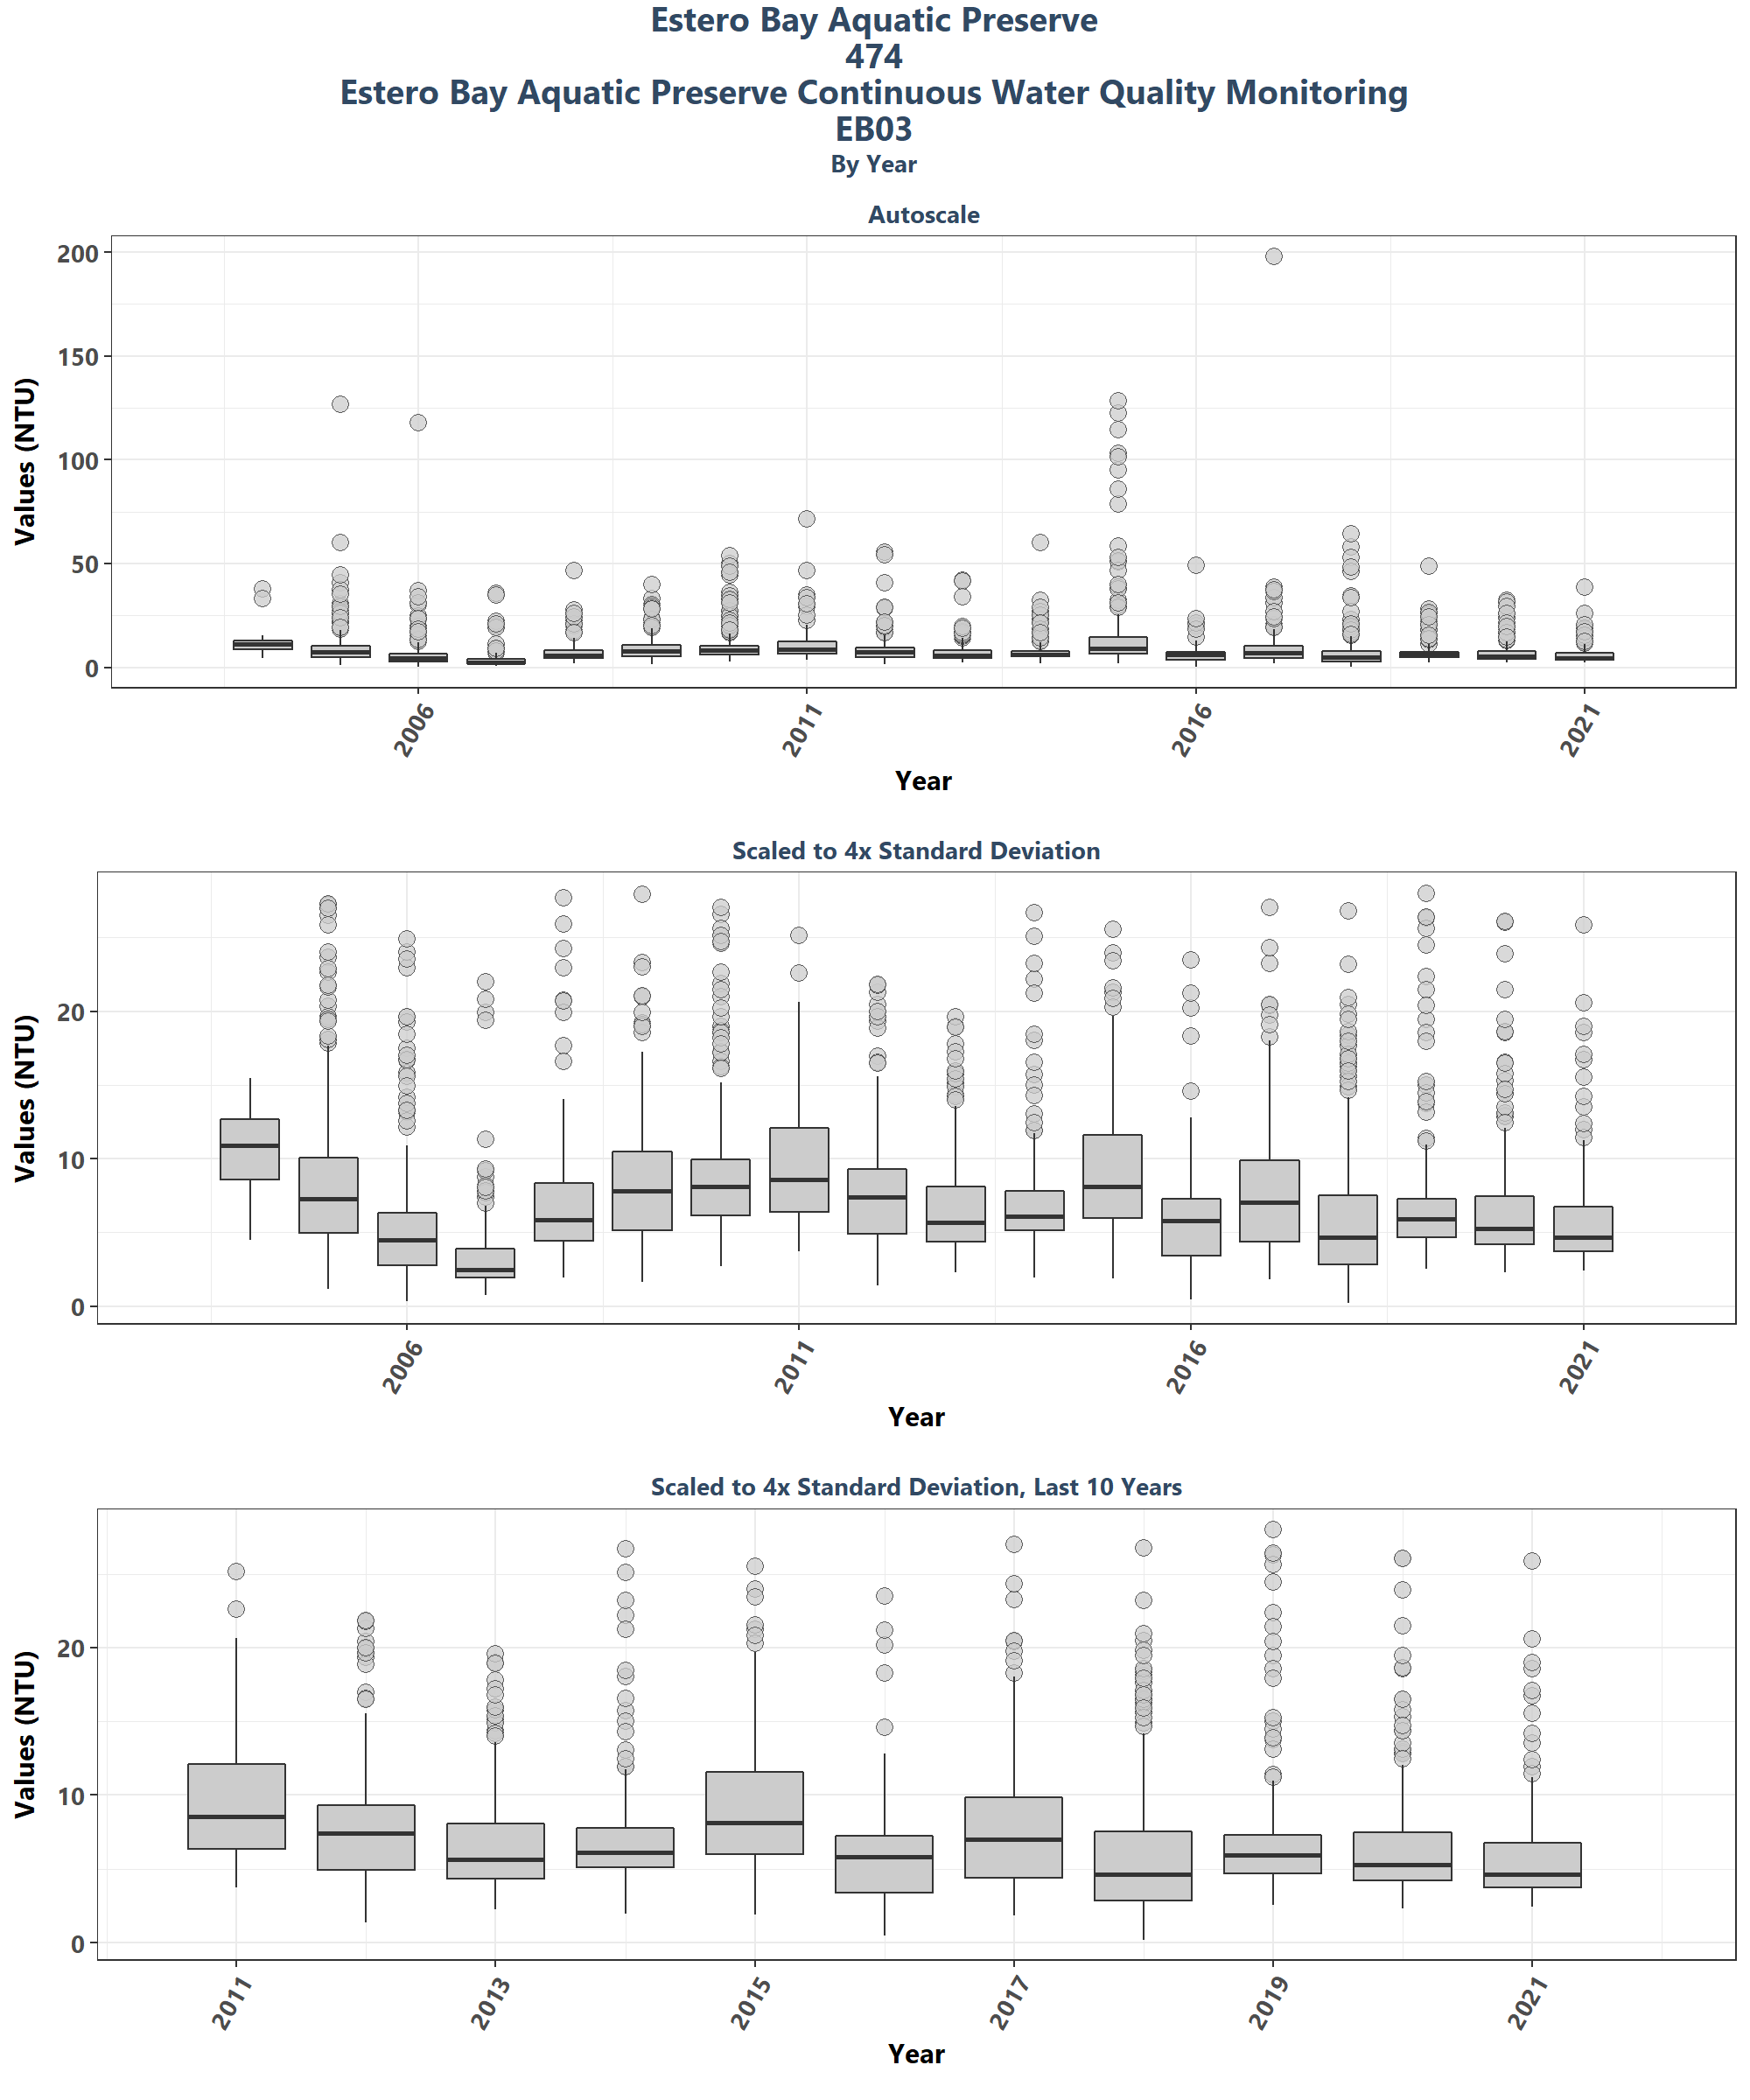 Estero Bay Aquatic Preserve
474
Estero Bay Aquatic Preserve Continuous Water Quality Monitoring
EB03
By Year
Autoscale
Values (NTU)
200
150
100
50
0
2006
2011
2016
2021
Year
Scaled to 4x Standard Deviation
Values (NTU)
20
10
0
2006
2011
2016
2021
Year
Scaled to 4x Standard Deviation, Last 10 Years
Values (NTU)
20
10
0
2011
2013
2015
2017
2019
2021
Year